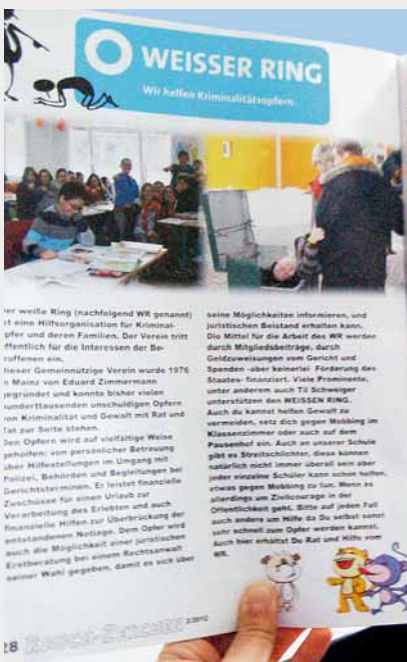 WEISSER RING
Wir helfen Kriminalitätsopfern.
er weiße Ring (nachfolgend WR genannt)
t eine Hilfsorganisation für Kriminal-
pfer und deren Familien. Der Verein tritt
ffentlich für die Interessen der Be-
roffenen ein.
ieser Gemeinnützige Verein wurde 1976
n Mainz von Eduard Zimmermann
egründet und konnte bisher vielen
underttausenden unschuldigen Opfern
on Kriminalität und Gewalt mit Rat und
at zur Seite stehen.
en Opfern wird auf vielfältige Weise
eholfen: von persönlicher Betreuung
ber Hilfestellungen im Umgang mit
Polizei, Behörden und Begleitungen bei
Gerichtsterminen. Er leistet finanzielle
Zuschüsse für einen Urlaub zur
Verarbeitung des Erlebten und auch
finanzielle Hilfen zur Überbrückung der
entstandenen Notlage. Dem Opfer wird
auch die Möglichkeit einer juristischen
Erstberatung bei einem Rechtsanwalt
seiner Wahl gegeben, damit es sich über
seine Möglichkeiten informieren, und
juristischen Beistand erhalten kann.
Die Mittel für die Arbeit des WR werden
durch Mitgliedsbeiträge, durch
Geldzuweisungen vom Gericht und
Spenden -aber keinerlei Förderung des
Staates- finanziert. Viele Prominente,
unter anderem auch Til Schweiger
unterstützen den WEISSEN RING.
Auch du kannst helfen Gewalt zu
vermeiden, setz dich gegen Mobbing im
Klassenzimmer oder auch auf dem
Pausenhof ein. Auch an unserer Schule
gibt es Streitschlichter, diese können
natürlich nicht immer überall sein aber
jeder einzelne Schüler kann schon helfen,
etwas gegen Mobbing zu tun. Wenn es
allerdings um Zivilcourage in der
Öffentlichkeit geht. Bitte auf jeden Fall
auch andere um Hilfe da Du selbst sonst
sehr schnell zum Opfer werden kannst.
Auch hier erhältst Du Rat und Hilfe vom
WR.
28
2/2012